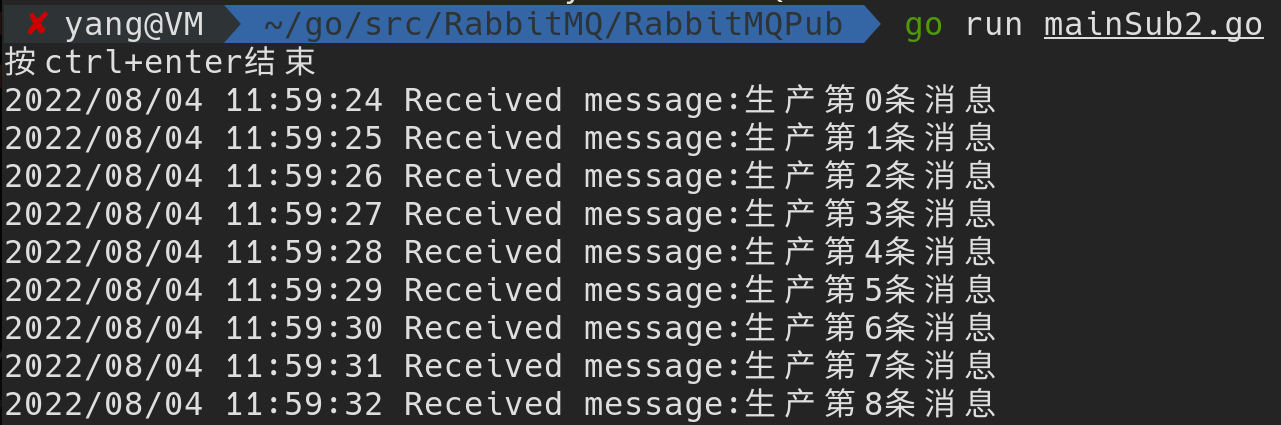 ✘ yang@VM ~/go/src/RabbitMQ/RabbitMQPub go run mainSub2.go
按ctrl+enter结束
2022/08/04 11:59:24 Received message:生产第0条消息
2022/08/04 11:59:25 Received message:生产第1条消息
2022/08/04 11:59:26 Received message:生产第2条消息
2022/08/04 11:59:27 Received message:生产第3条消息
2022/08/04 11:59:28 Received message:生产第4条消息
2022/08/04 11:59:29 Received message:生产第5条消息
2022/08/04 11:59:30 Received message:生产第6条消息
2022/08/04 11:59:31 Received message:生产第7条消息
2022/08/04 11:59:32 Received message:生产第8条消息